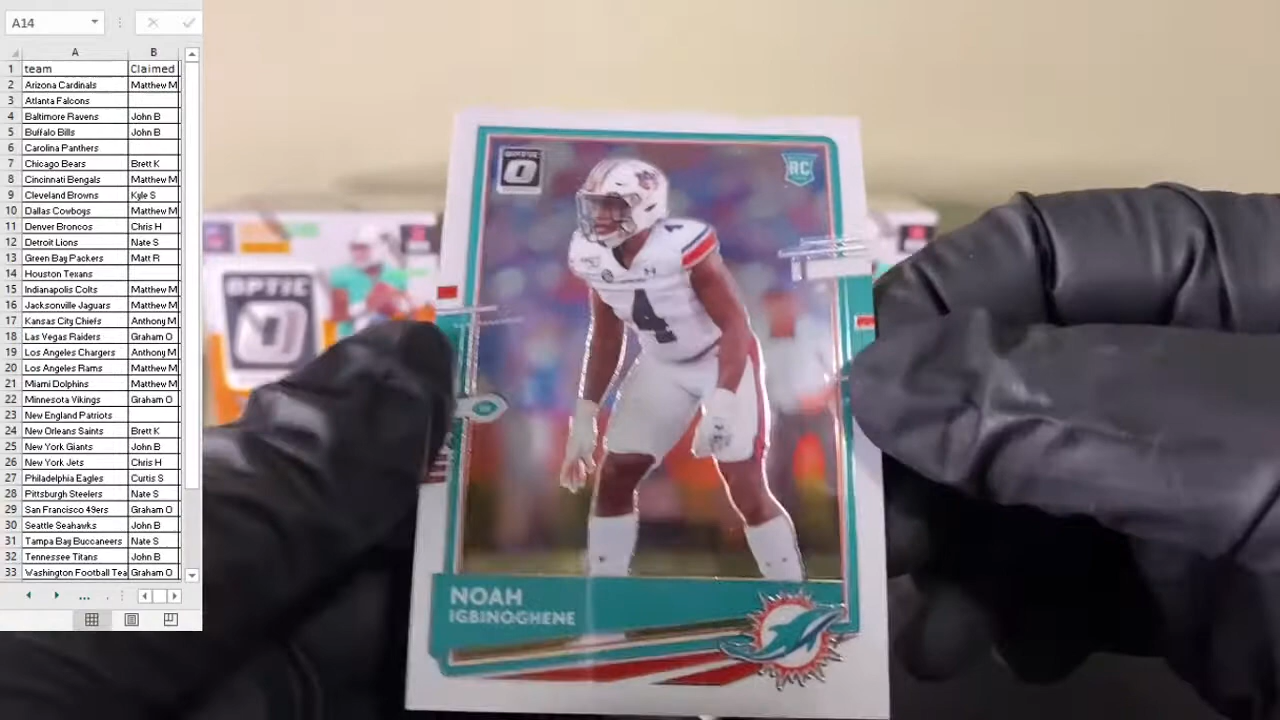 A14
A B
1 team Claimed
2 Arizona Cardinals Matthew M
3 Atlanta Falcons
4 Baltimore Ravens John B
5 Buffalo Bills John B
6 Carolina Panthers
7 Chicago Bears Brett K
8 Cincinnati Bengals Matthew M
9 Cleveland Browns Kyle S
10 Dallas Cowboys Matthew M
11 Denver Broncos Chris H
12 Detroit Lions Nate S
13 Green Bay Packers Matt R
14 Houston Texans
15 Indianapolis Colts Matthew M
16 Jacksonville Jaguars Matthew M
17 Kansas City Chiefs Anthony M
18 Las Vegas Raiders Graham O
19 Los Angeles Chargers Anthony M
20 Los Angeles Rams Matthew M
21 Miami Dolphins Matthew M
22 Minnesota Vikings Graham O
23 New England Patriots
24 New Orleans Saints Brett K
25 New York Giants John B
26 New York Jets Chris H
27 Philadelphia Eagles Curtis S
28 Pittsburgh Steelers Nate S
29 San Francisco 49ers Graham O
30 Seattle Seahawks John B
31 Tampa Bay Buccaneers Nate S
32 Tennessee Titans John B
33 Washington Football Tea Graham O
...
OPTIC
RC
4
4
OPTIC
NOAH
IGBINOGHENE